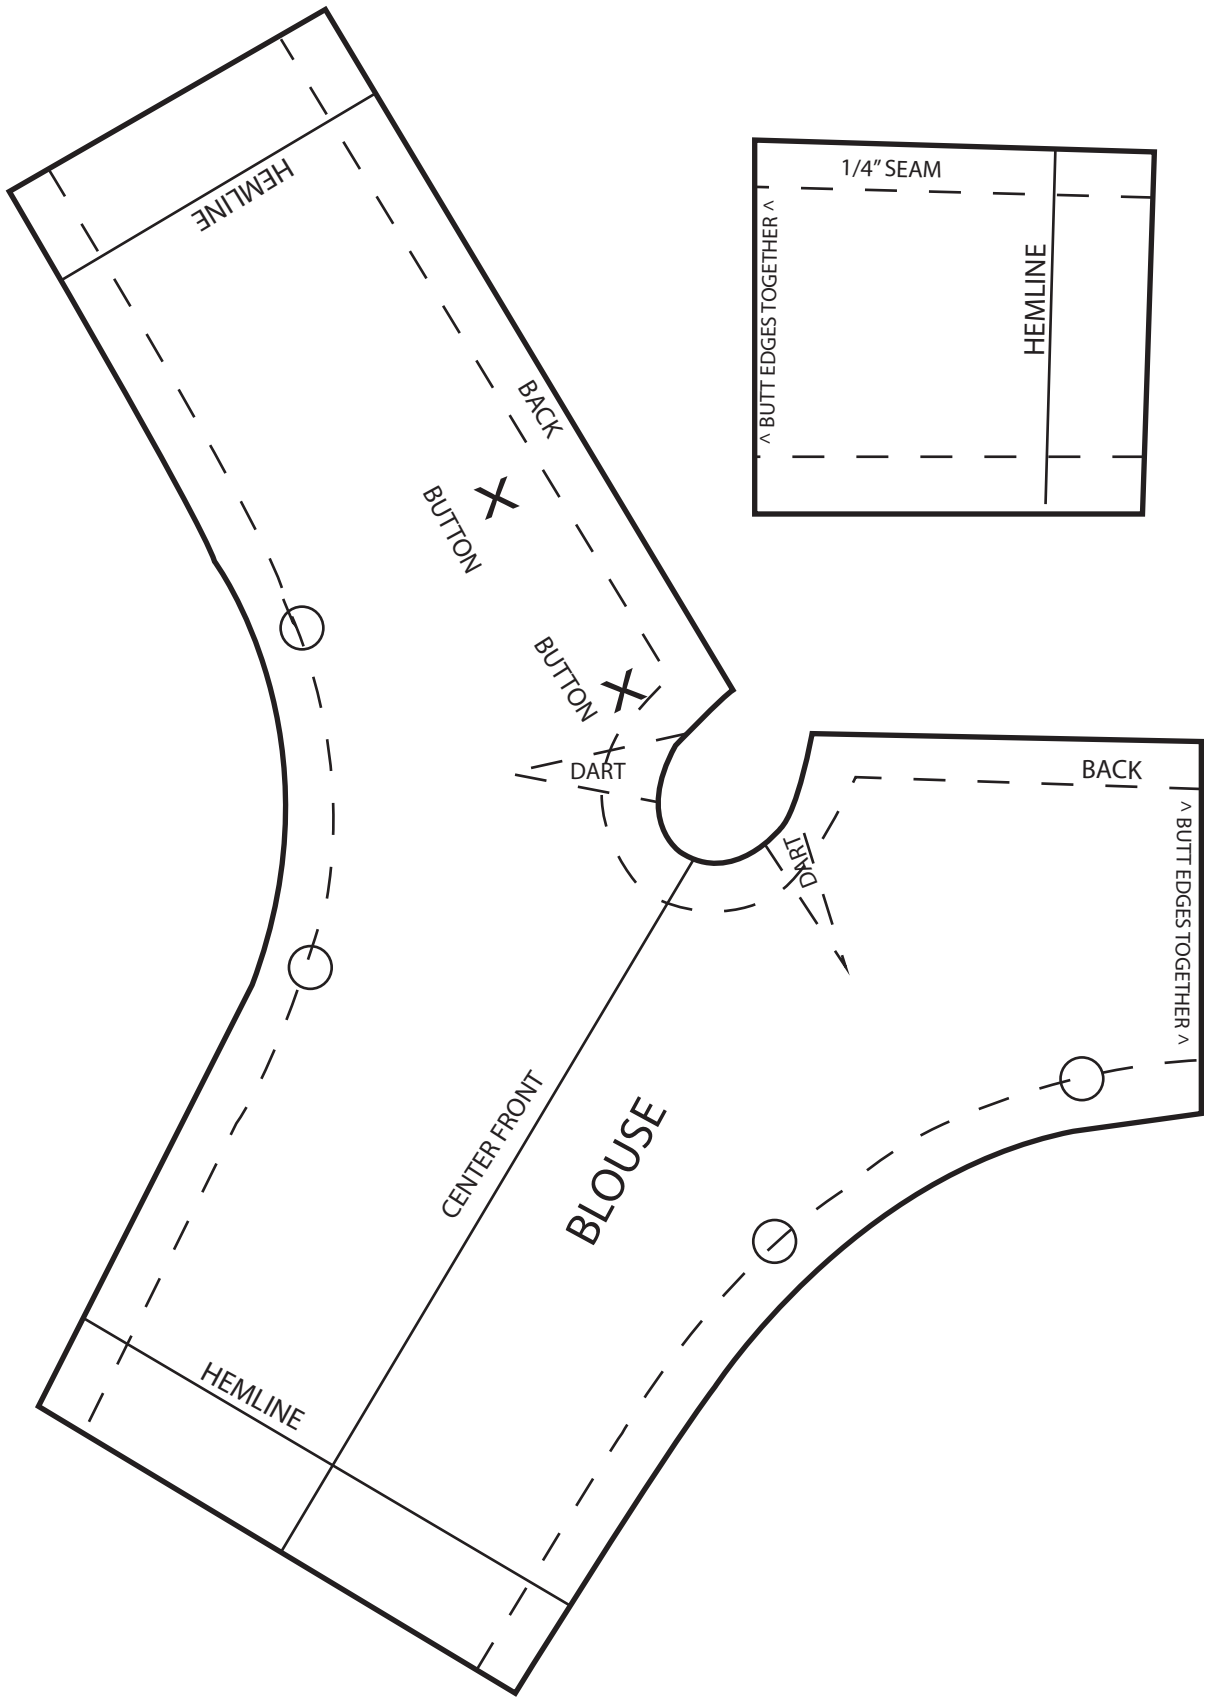 HEMLINE
1/4” SEAM
^ BUTT EDGES TOGETHER ^
HEMLINE
BACK
X
BUTTON
X
BUTTON
DART
BACK
DART
^ BUTT EDGES TOGETHER ^
CENTER FRONT
BLOUSE
HEMLINE